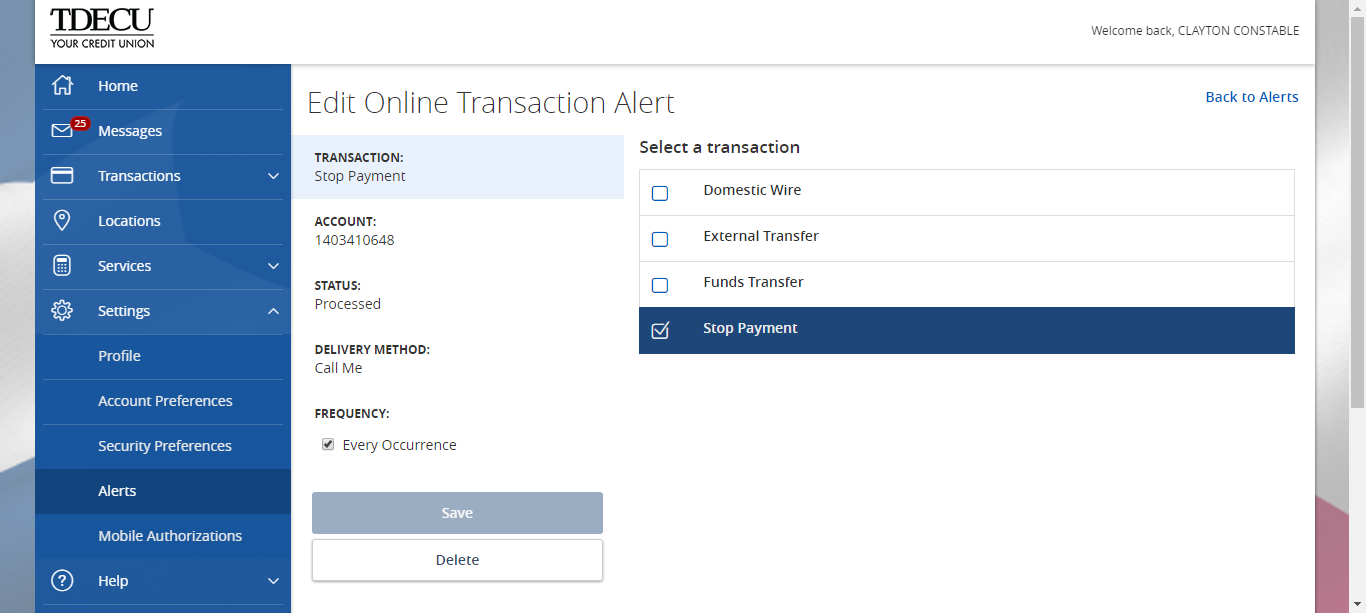 TDECU
YOUR CREDIT UNION
Welcome back, CLAYTON CONSTABLE
Home
25
Messages
Transactions
Locations
Services
Settings
Profile
Account Preferences
Security Preferences
Alerts
Mobile Authorizations
Help
Edit Online Transaction Alert
Back to Alerts
TRANSACTION:
Stop Payment
ACCOUNT:
1403410648
STATUS:
Processed
DELIVERY METHOD:
Call Me
FREQUENCY:
Every Occurrence
Save
Delete
Select a transaction
Domestic Wire
External Transfer
Funds Transfer
Stop Payment